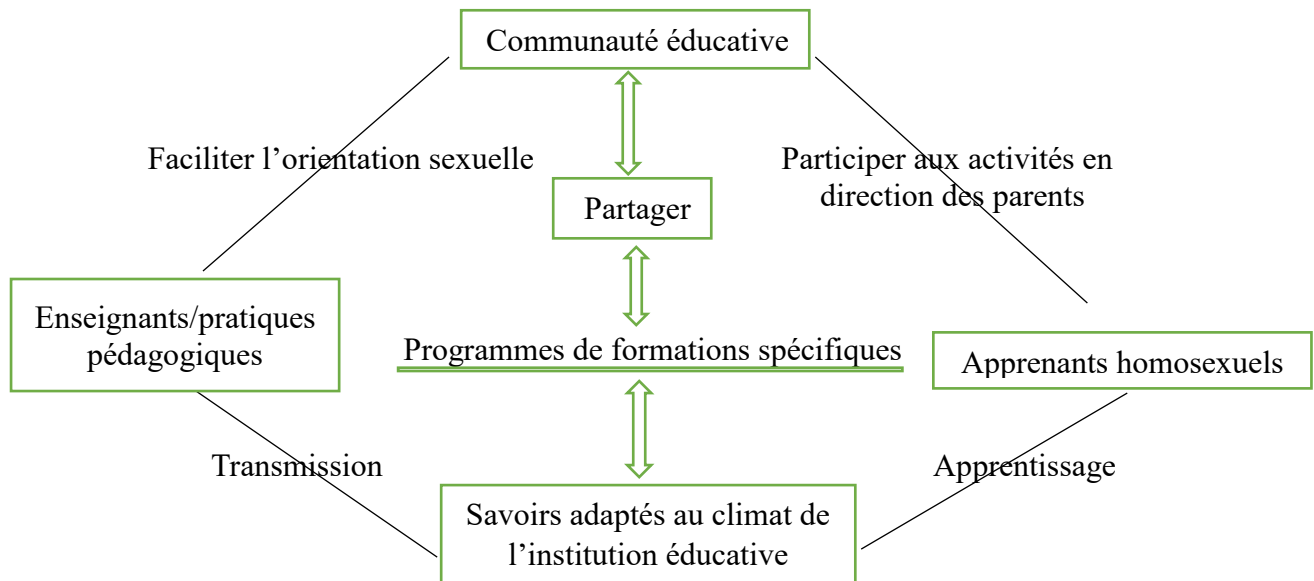 Communauté éducative
Faciliter l’orientation sexuelle
Participer aux activités en
direction des parents
Partager
Enseignants/pratiques
pédagogiques
Programmes de formations spécifiques
Apprenants homosexuels
Transmission
Apprentissage
Savoirs adaptés au climat de
l’institution éducative